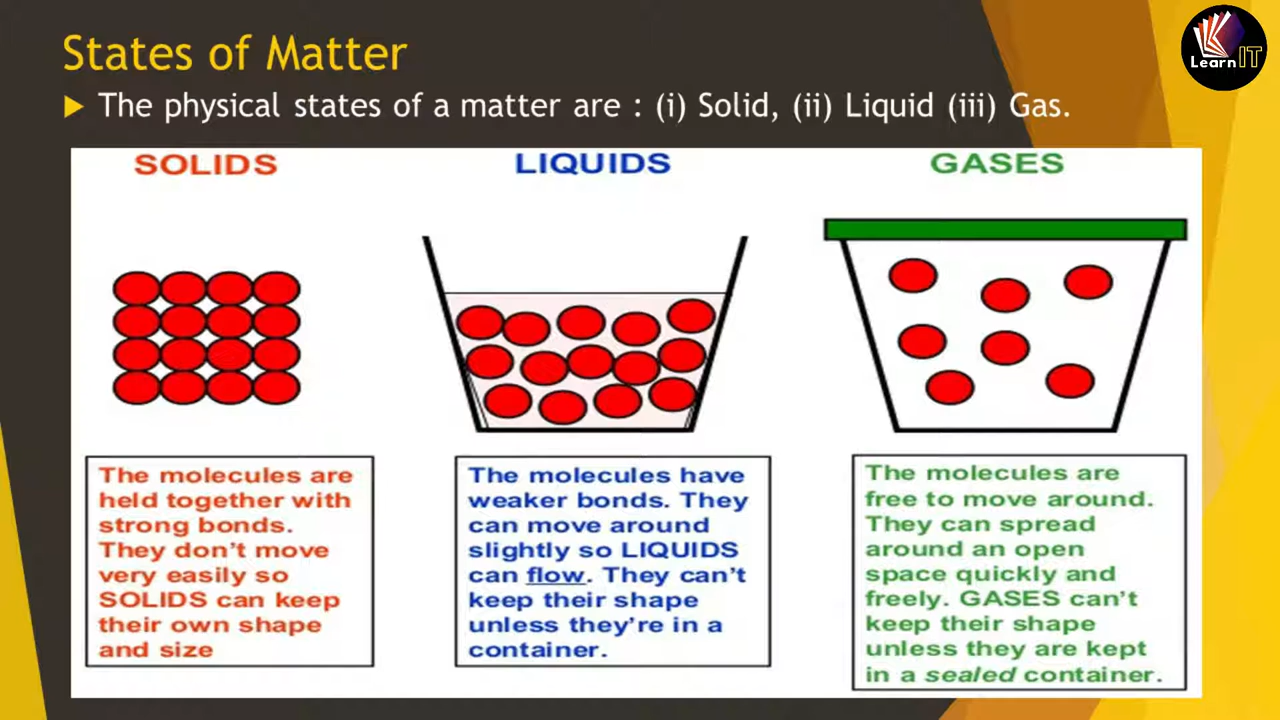 States of Matter
LearnIT
The physical states of a matter are : (i) Solid, (ii) Liquid (iii) Gas.
SOLIDS
LIQUIDS
GASES
The molecules are
held together with
strong bonds.
They don't move
very easily so
SOLIDS can keep
their own shape
and size
The molecules have
weaker bonds. They
can move around
slightly so LIQUIDS
can flow. They can't
keep their shape
unless they're in a
container.
The molecules are
free to move around.
They can spread
around an open
space quickly and
freely. GASES can't
keep their shape
unless they are kept
in a sealed container.